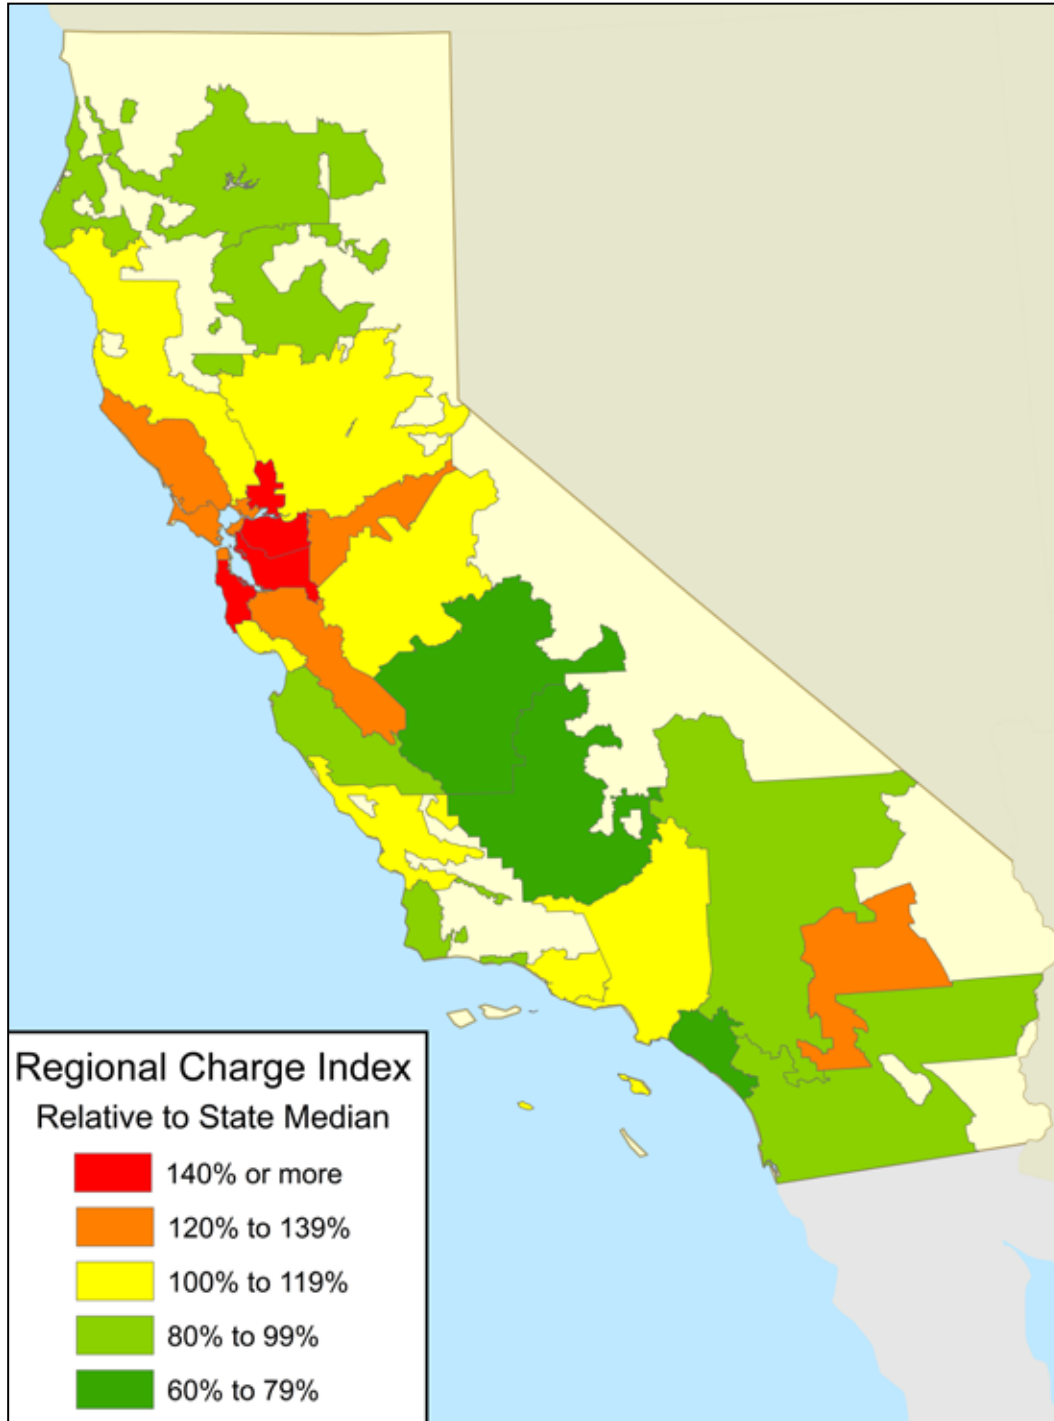 Regional Charge Index
Relative to State Median
140% or more
120% to 139%
100% to 119%
80% to 99%
60% to 79%